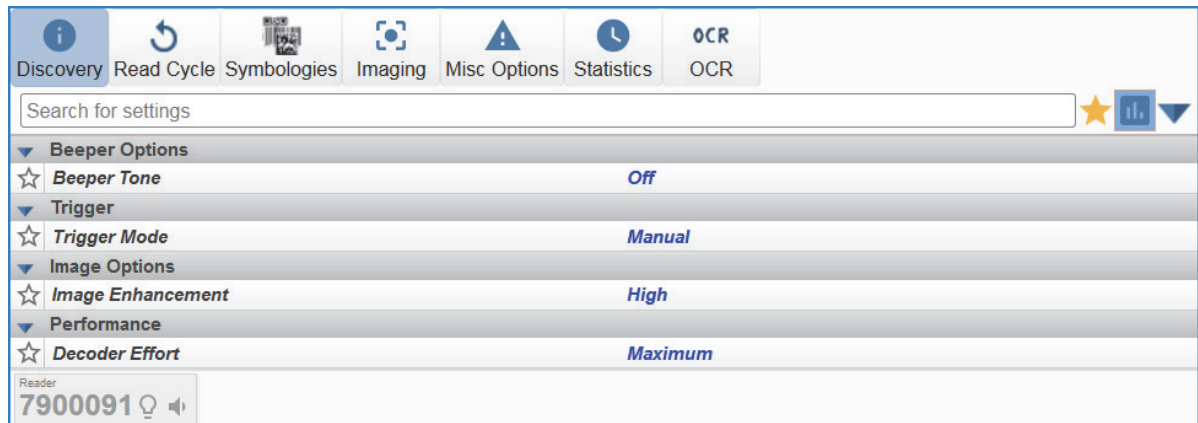 OCR
Discovery Read Cycle Symbologies Imaging Misc Options Statistics OCR
Search for settings
Beeper Options
Beeper Tone Off
Trigger
Trigger Mode Manual
Image Options
Image Enhancement High
Performance
Decoder Effort Maximum
Reader
7900091